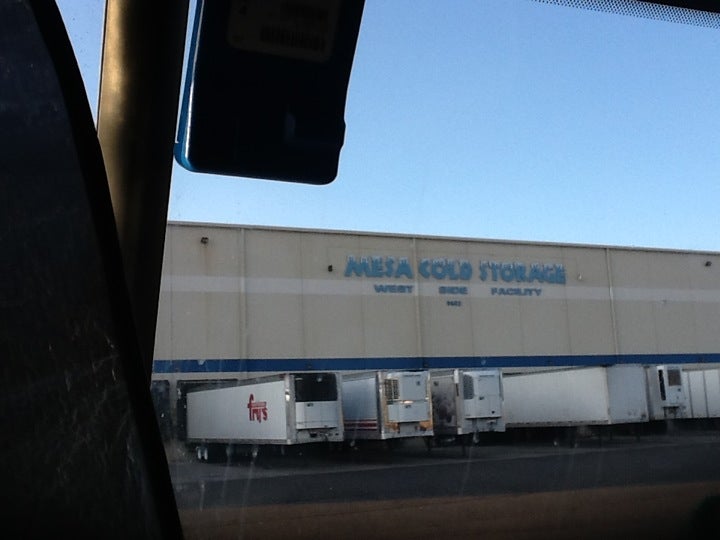 MESA COLD STORAGE
WEST SIDE FACILITY
fry's